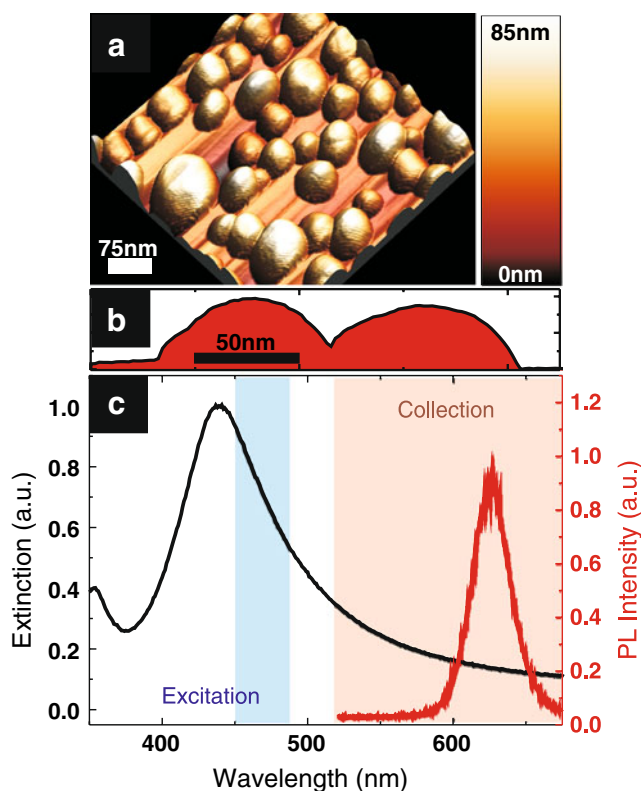 a
85nm
75nm
0nm
b
50nm
c
Collection
Excitation
Extinction (a.u.)
1.0
0.8
0.6
0.4
0.2
0.0
PL Intensity (a.u.)
1.2
1.0
0.8
0.6
0.4
0.2
0.0
400 500 600
Wavelength (nm)